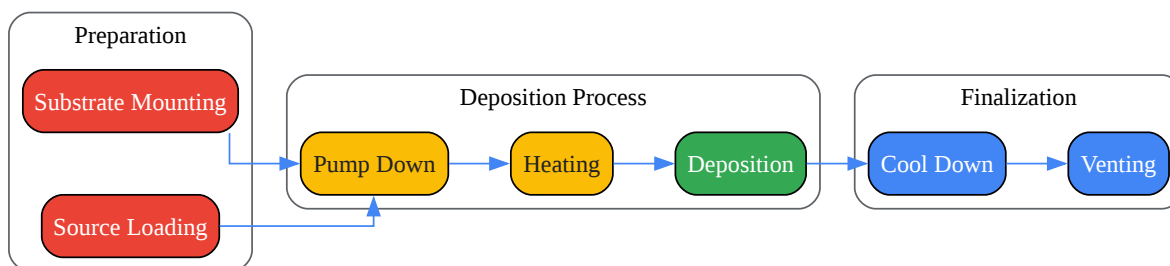 Preparation
Substrate Mounting
Source Loading
Deposition Process
Pump Down
Heating
Deposition
Finalization
Cool Down
Venting